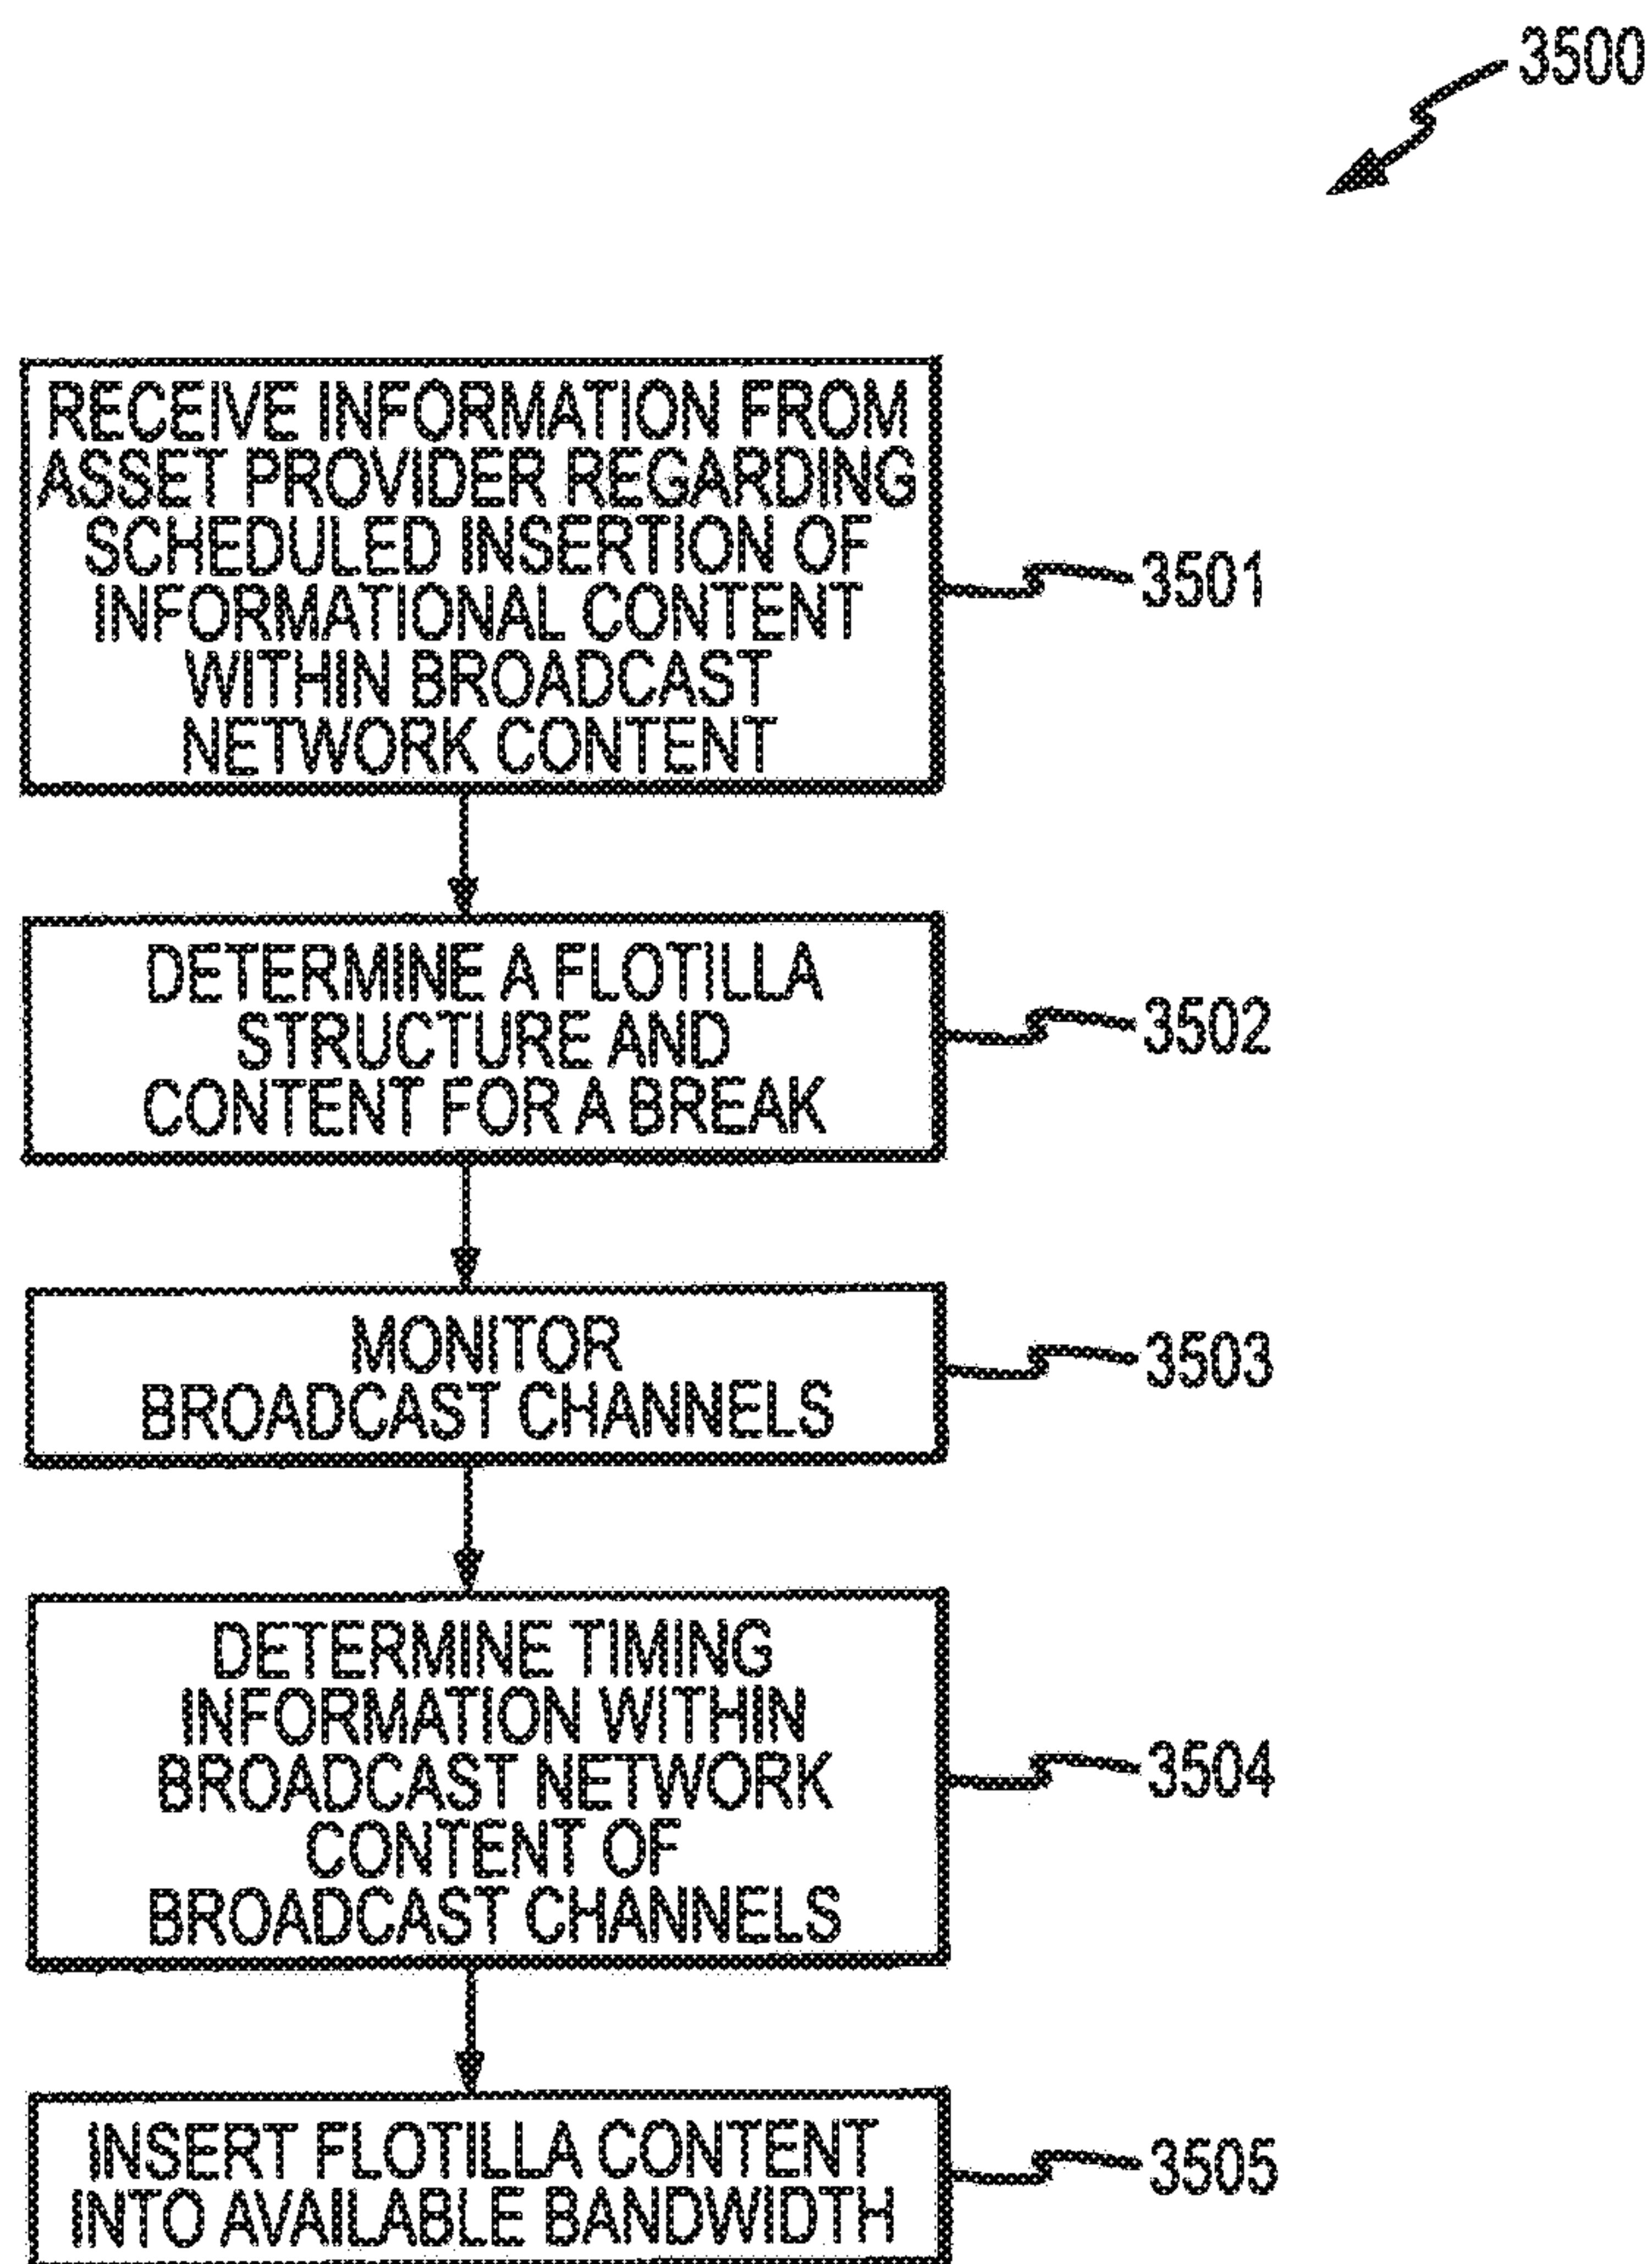 3500
RECEIVE INFORMATION FROM
ASSET PROVIDER REGARDING
SCHEDULED INSERTION OF
INFORMATIONAL CONTENT
WITHIN BROADCAST
NETWORK CONTENT
3501
DETERMINE A FLOTILLA
STRUCTURE AND
CONTENT FOR A BREAK
3502
MONITOR
BROADCAST CHANNELS
3503
DETERMINE TIMING
INFORMATION WITHIN
BROADCAST NETWORK
CONTENT OF
BROADCAST CHANNELS
3504
INSERT FLOTILLA CONTENT
INTO AVAILABLE BANDWIDTH
3505